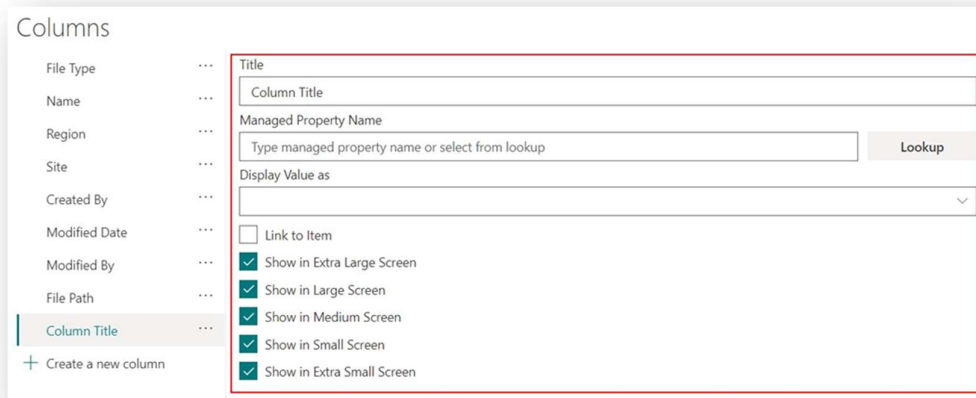 Columns
File Type ...
Name ...
Region ...
Site ...
Created By ...
Modified Date ...
Modified By ...
File Path ...
Column Title ...
+ Create a new column
Title
Column Title
Managed Property Name
Type managed property name or select from lookup
Lookup
Display Value as
Link to Item
Show in Extra Large Screen
Show in Large Screen
Show in Medium Screen
Show in Small Screen
Show in Extra Small Screen